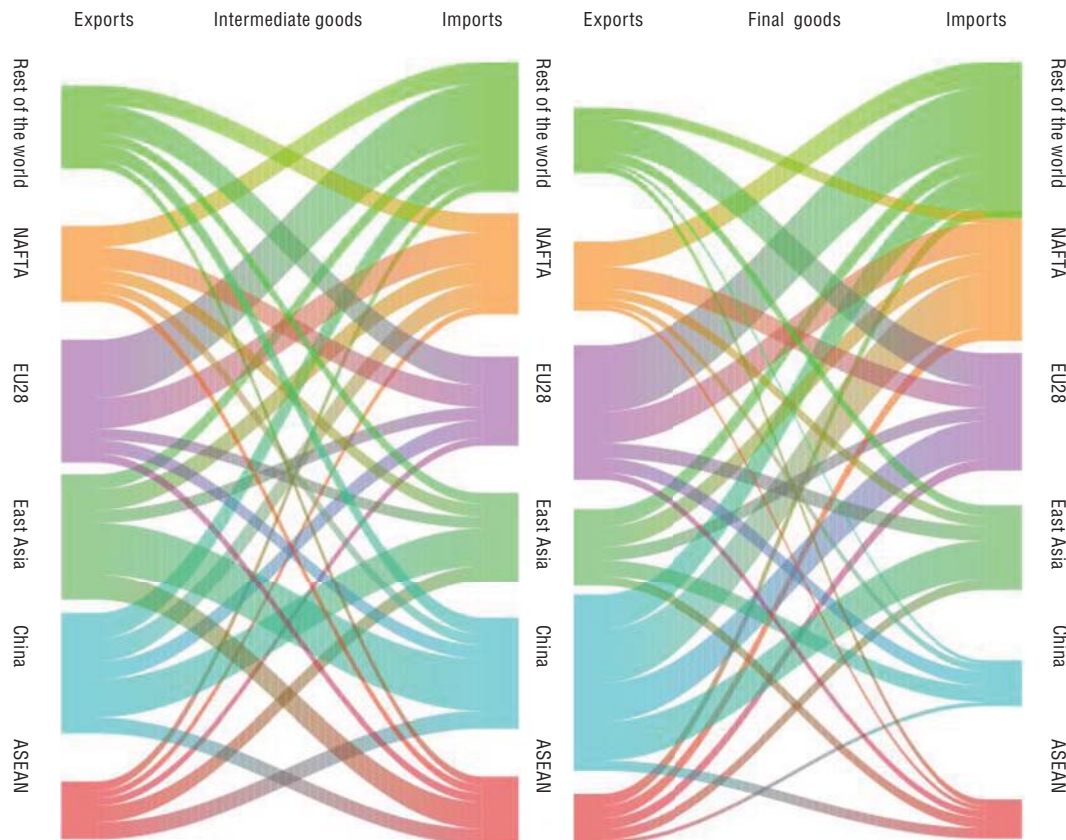 Exports Intermediate goods Imports
Exports Final goods Imports
Rest of the world
NAFTA
EU28
East Asia
China
ASEAN
Rest of the world
NAFTA
EU28
East Asia
China
ASEAN
Rest of the world
NAFTA
EU28
East Asia
China
ASEAN